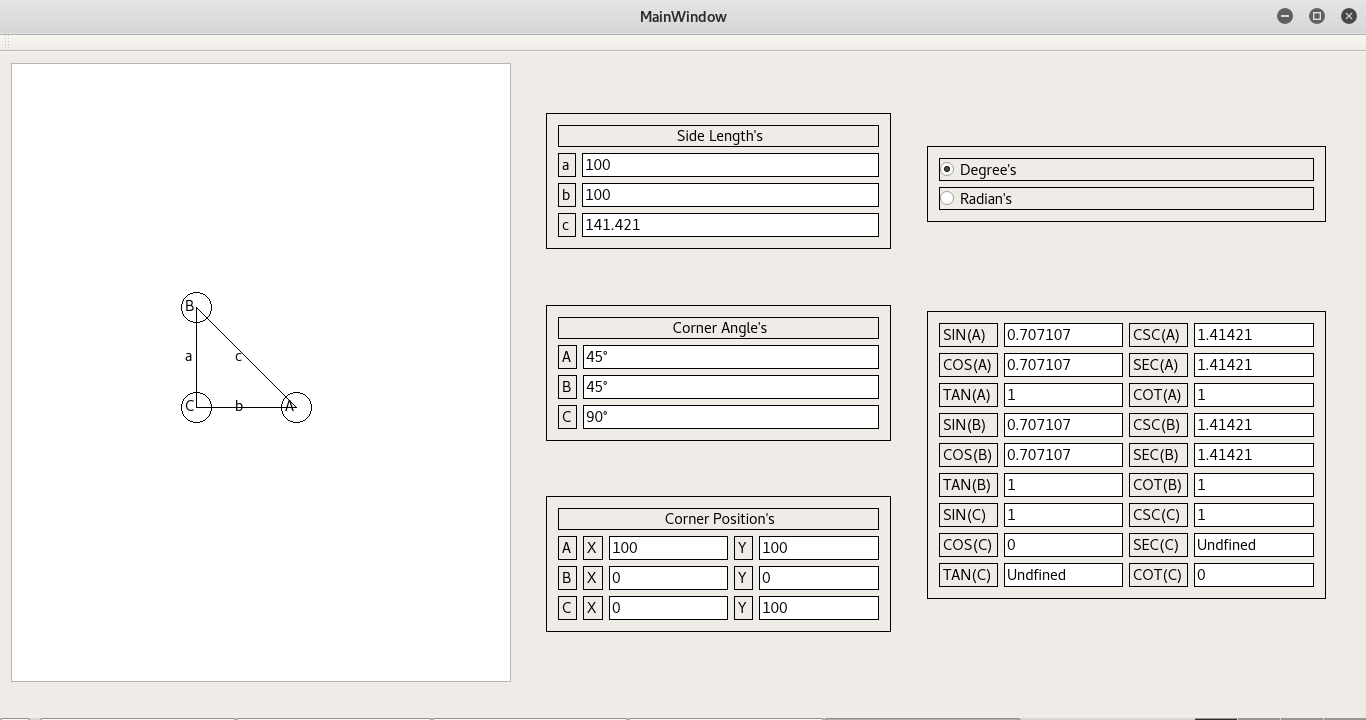 MainWindow
B
a
c
C
b
A
Side Length's
a 100
b 100
c 141.421
Corner Angle's
A 45°
B 45°
C 90°
Corner Position's
A X 100 Y 100
B X 0 Y 0
C X 0 Y 100
Degree's
Radian's
SIN(A) 0.707107 CSC(A) 1.41421
COS(A) 0.707107 SEC(A) 1.41421
TAN(A) 1 COT(A) 1
SIN(B) 0.707107 CSC(B) 1.41421
COS(B) 0.707107 SEC(B) 1.41421
TAN(B) 1 COT(B) 1
SIN(C) 1 CSC(C) 1
COS(C) 0 SEC(C) Undfined
TAN(C) Undfined COT(C) 0